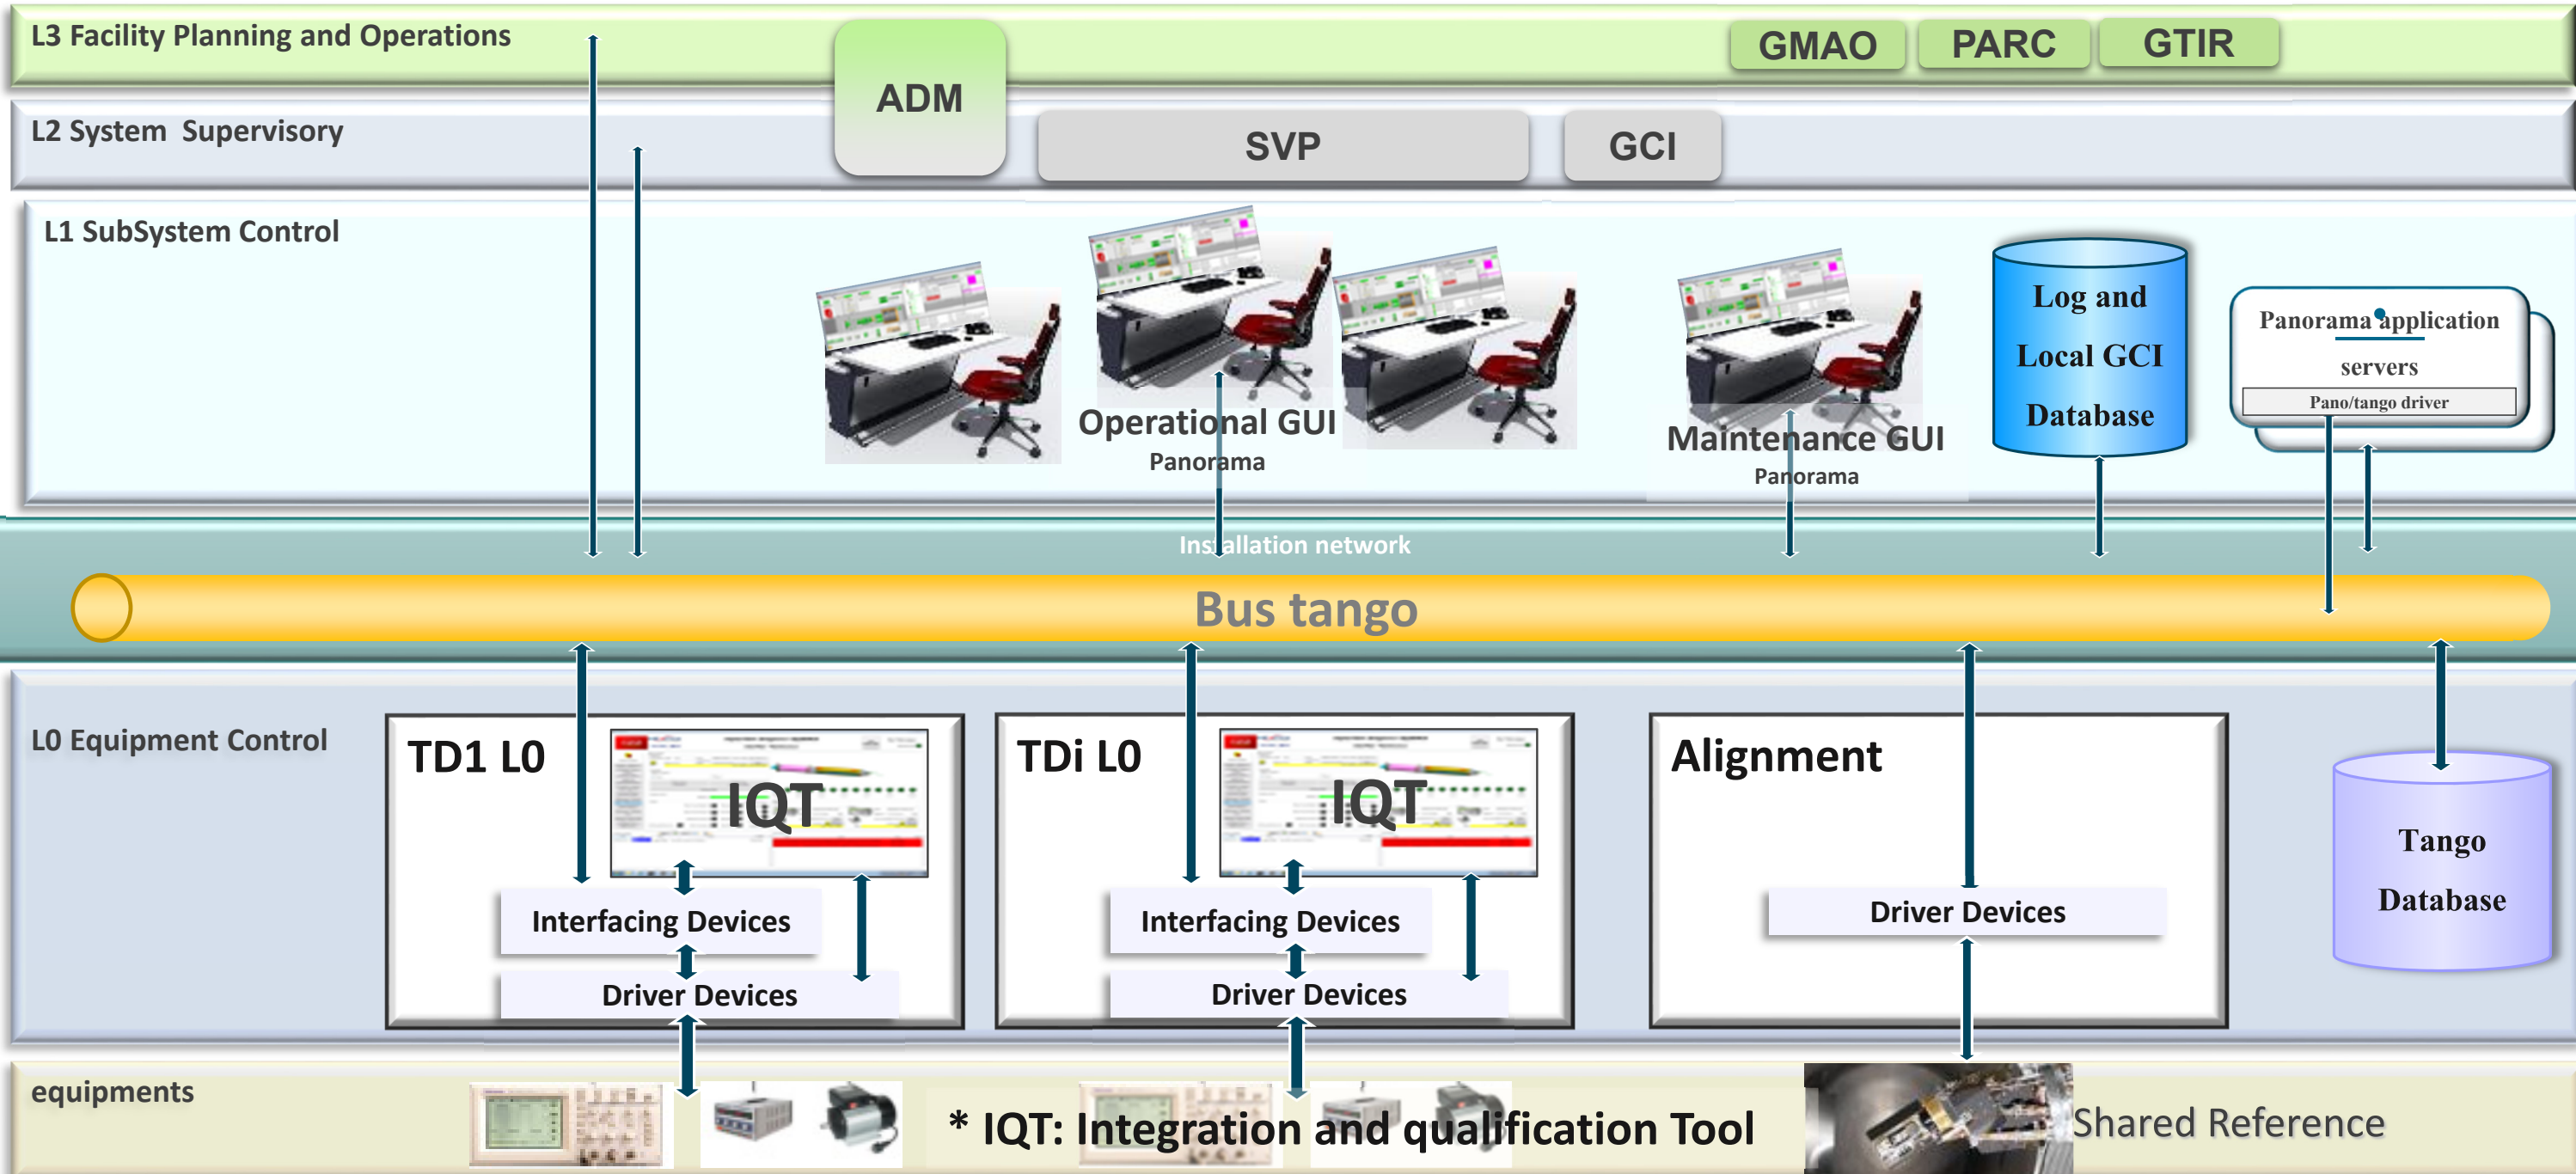 L3 Facility Planning and Operations
ADM
GMAO
PARC
GTIR
L2 System Supervisory
SVP
GCI
L1 SubSystem Control
Operational GUI
Panorama
Maintenance GUI
Panorama
Log and
Local GCI
Database
Panorama application
servers
Pano/tango driver
Installation network
Bus tango
L0 Equipment Control
TD1 L0
IQT
Interfacing Devices
Driver Devices
TDi L0
IQT
Interfacing Devices
Driver Devices
Alignment
Driver Devices
Tango
Database
equipments
* IQT: Integration and qualification Tool
Shared Reference